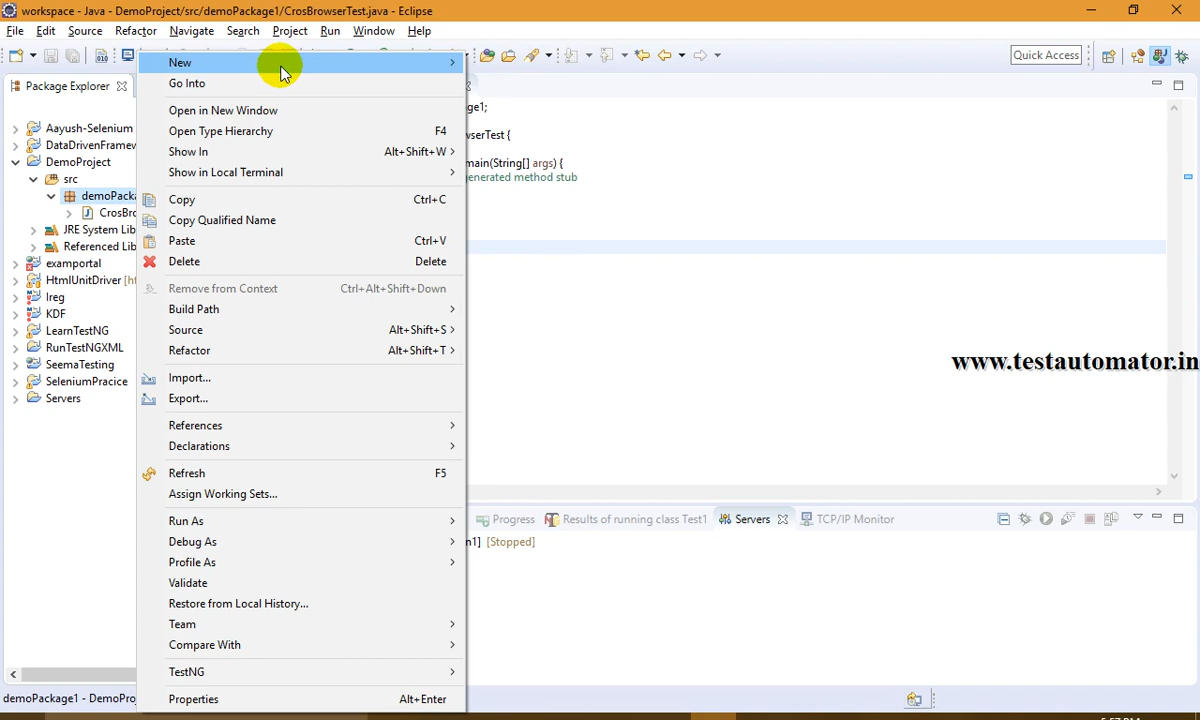 workspace - Java - DemoProject/src/demoPackage1/CrosBrowserTest.java - Eclipse
File Edit Source Refactor Navigate Search Project Run Window Help
Quick Access
Package Explorer
Aayush-Selenium
DataDrivenFramew
DemoProject
src
demoPacka
CrosBro
JRE System Lib
Referenced Lib
examportal
HtmlUnitDriver [ht
Ireg
KDF
LearnTestNG
RunTestNGXML
SeemaTesting
SeleniumPracice
Servers
New
Go Into
Open in New Window
Open Type Hierarchy F4
Show In Alt+Shift+W
Show in Local Terminal
Copy Ctrl+C
Copy Qualified Name
Paste Ctrl+V
Delete Delete
Remove from Context Ctrl+Alt+Shift+Down
Build Path
Source Alt+Shift+S
Refactor Alt+Shift+T
Import...
Export...
References
Declarations
Refresh F5
Assign Working Sets...
Run As
Debug As
Profile As
Validate
Restore from Local History...
Team
Compare With
TestNG
Properties Alt+Enter
ge1;
wserTest {
main(String[] args) {
enerated method stub
www.testautomator.in
Progress Results of running class Test1 Servers TCP/IP Monitor
n1] [Stopped]
demoPackage1 - DemoProj